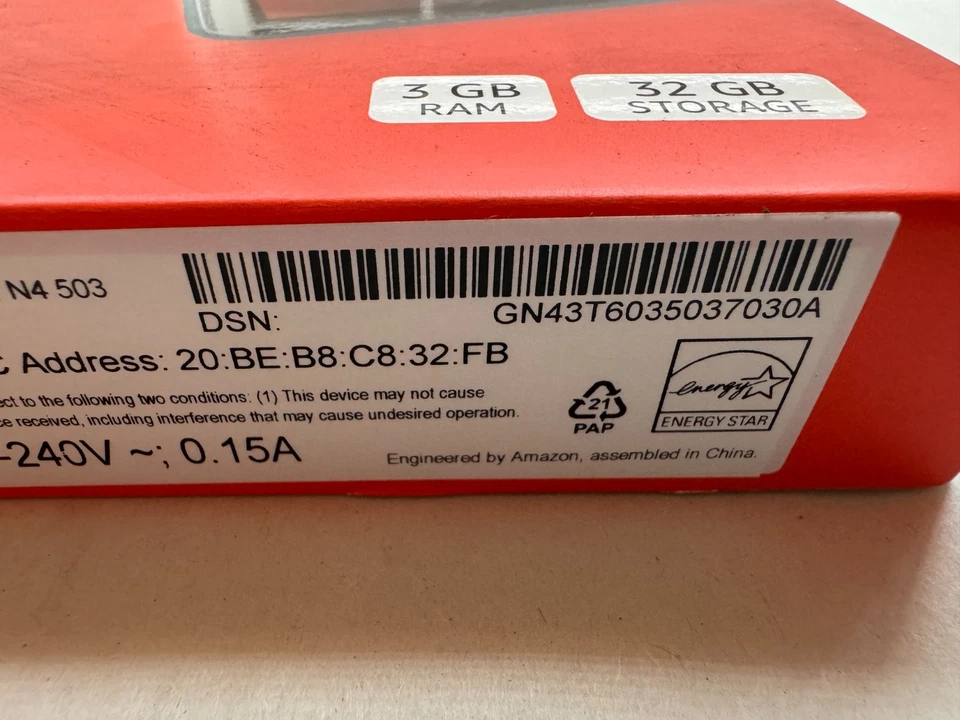 3 GB
RAM
32 GB
STORAGE
N4 503
DSN:
GN43T6035037030A
Address: 20:BE:B8:C8:32:FB
ect to the following two conditions: (1) This device may not cause
ce received, including interference that may cause undesired operation.
-240V ~; 0.15A
21
PAP
energy
ENERGY STAR
Engineered by Amazon, assembled in China.